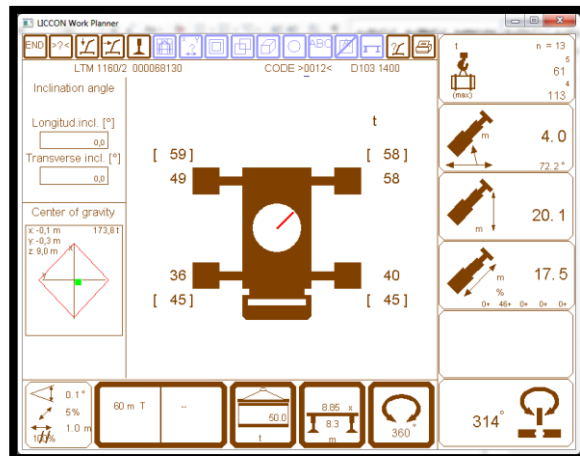 LICCON Work Planner
END >?< ABC ?
LTM 1160/2 000068130 CODE >0012< D103 1400
Inclination angle
Longitud.incl. [°]
0,0
Transverse incl. [°]
0,0
Center of gravity
x: -0,1 m 173,8 t
y: -0,3 m
z: 9,0 m
x
y
t
[ 59] [ 58]
49 58
36 40
[ 45] [ 45]
t n = 13
5
61
4
(max) 113
m 4.0
72.2°
m 20.1
m 17.5
%
0+ 46+ 0+ 0+ 0+
0.1°
5%
1.0 m
100%
60 m T --
50.0
t
8.85 x
8.3
m
360°
314°